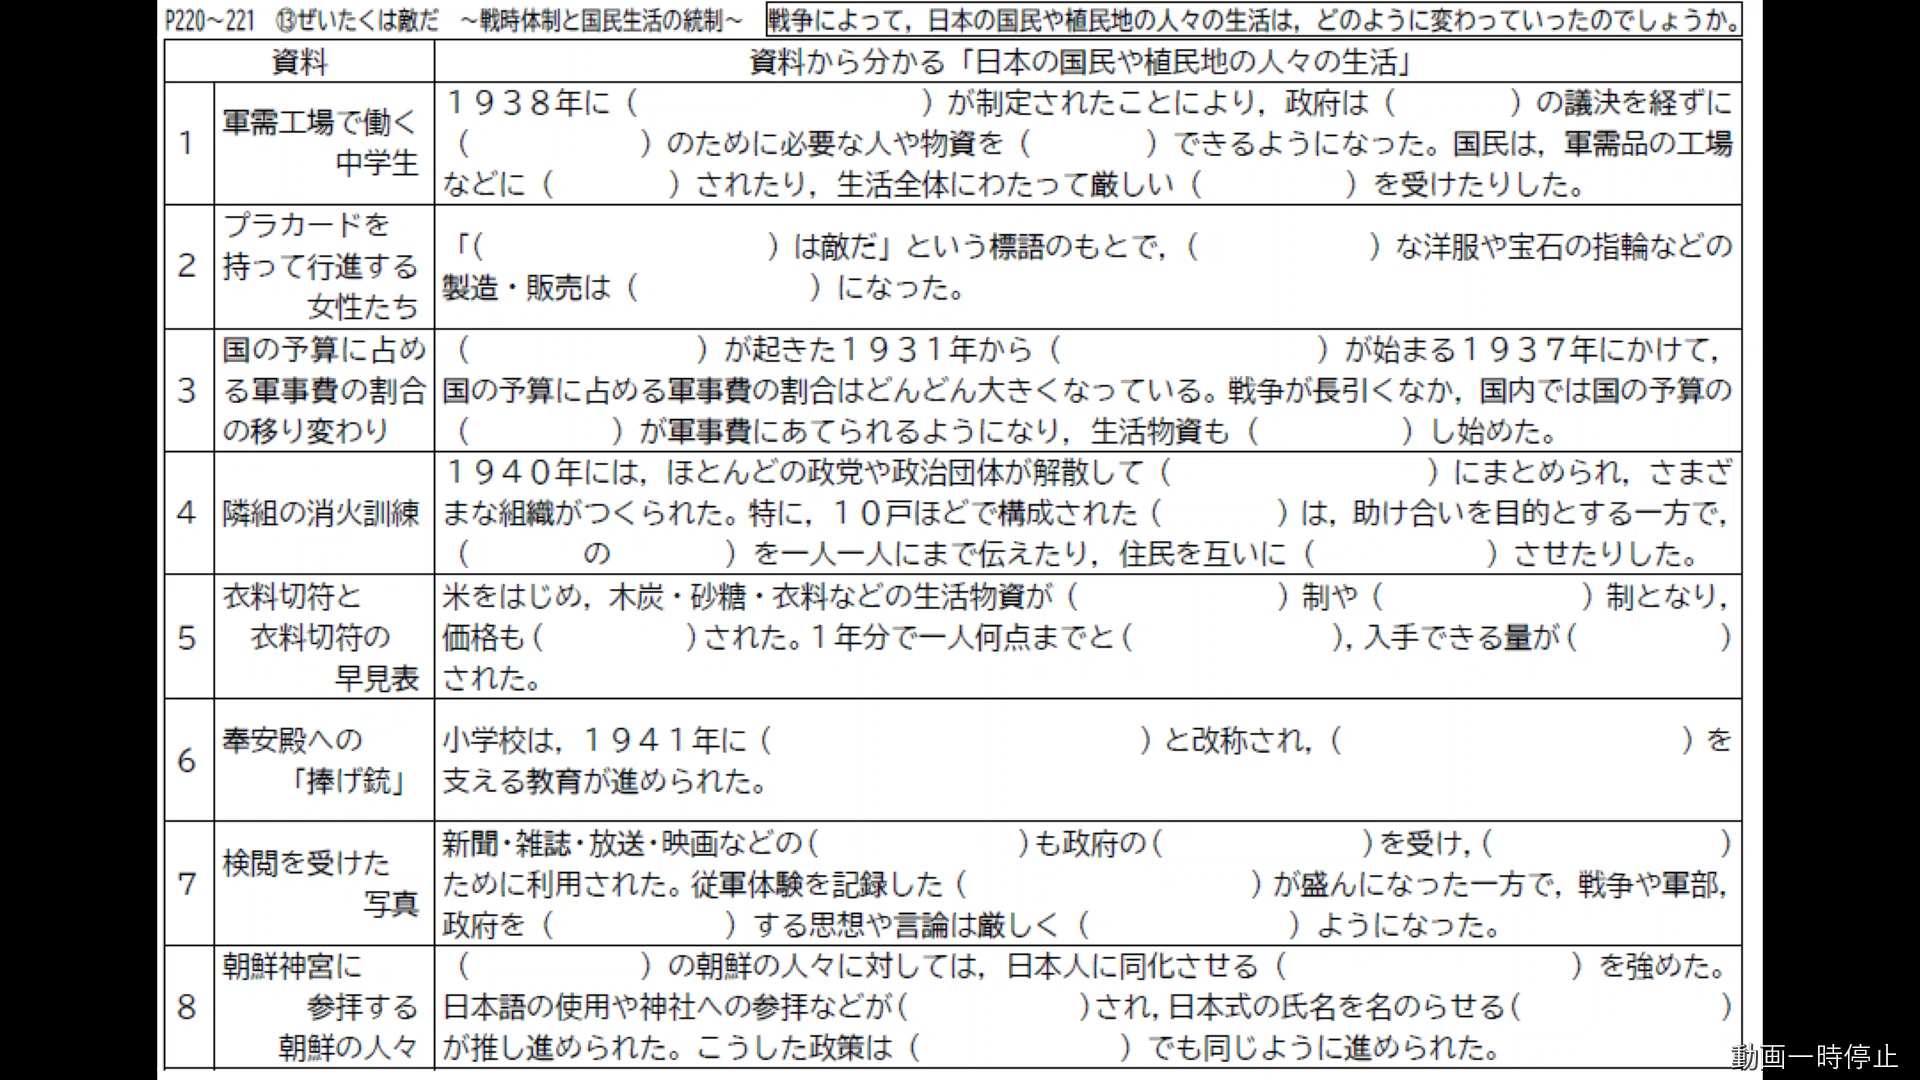 P220～221　⑬ぜいたくは敵だ　～戦時体制と国民生活の統制～　戦争によって，日本の国民や植民地の人々の生活は，どのように変わっていったのでしょうか。
資料　資料から分かる「日本の国民や植民地の人々の生活」
1
軍需工場で働く
中学生
１９３８年に（　　　　　）が制定されたことにより，政府は（　　　）の議決を経ずに
（　　　　）のために必要な人や物資を（　　　）できるようになった。国民は，軍需品の工場
などに（　　　）されたり，生活全体にわたって厳しい（　　　）を受けたりした。
2
プラカードを
持って行進する
女性たち
「（　　　　　）は敵だ」という標語のもとで，（　　　　）な洋服や宝石の指輪などの
製造・販売は（　　　　）になった。
3
国の予算に占め
る軍事費の割合
の移り変わり
（　　　　　）が起きた１９３１年から（　　　　　）が始まる１９３７年にかけて，
国の予算に占める軍事費の割合はどんどん大きくなっている。戦争が長引くなか，国内では国の予算の
（　　　）が軍事費にあてられるようになり，生活物資も（　　　）し始めた。
4
隣組の消火訓練
１９４０年には，ほとんどの政党や政治団体が解散して（　　　　　）にまとめられ，さまざ
まな組織がつくられた。特に，１０戸ほどで構成された（　　　）は，助け合いを目的とする一方で，
（　　　の　　　）を一人一人にまで伝えたり，住民を互いに（　　　　）させたりした。
5
衣料切符と
衣料切符の
早見表
米をはじめ，木炭・砂糖・衣料などの生活物資が（　　　　）制や（　　　　）制となり，
価格も（　　　）された。１年分で一人何点までと（　　　　），入手できる量が（　　　）
された。
6
奉安殿への
「捧げ銃」
小学校は，１９４１年に（　　　　　　　）と改称され，（　　　　　　　）を
支える教育が進められた。
7
検閲を受けた
写真
新聞・雑誌・放送・映画などの（　　　　）も政府の（　　　　）を受け，（　　　　　）
ために利用された。従軍体験を記録した（　　　　　）が盛んになった一方で，戦争や軍部，
政府を（　　　　）する思想や言論は厳しく（　　　　）ようになった。
8
朝鮮神宮に
参拝する
朝鮮の人々
（　　　　）の朝鮮の人々に対しては，日本人に同化させる（　　　　　）を強めた。
日本語の使用や神社への参拝などが（　　　　）され，日本式の氏名を名のらせる（　　　　）
が推し進められた。こうした政策は（　　　　）でも同じように進められた。
動画一時停止